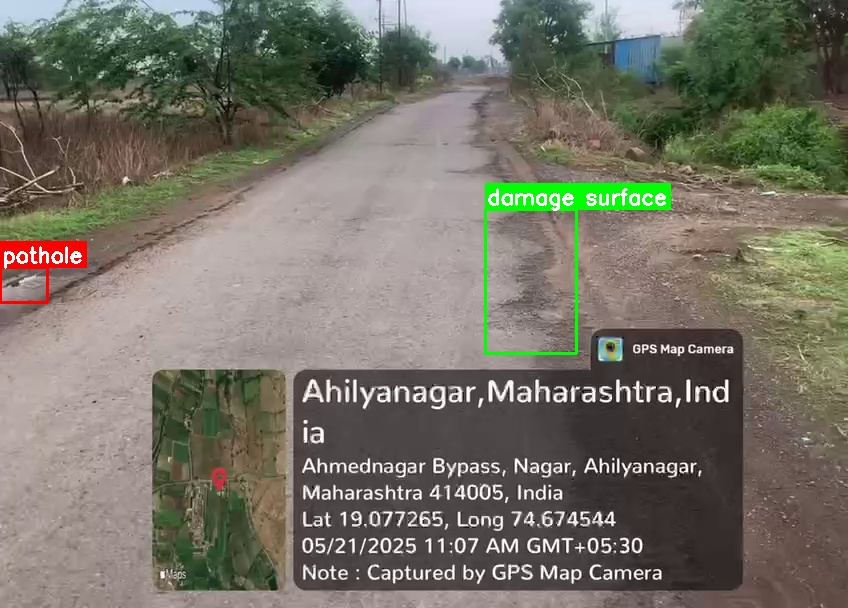 damage surface
pothole
GPS Map Camera
Ahilyanagar,Maharashtra,Ind
ia
Ahmednagar Bypass, Nagar, Ahilyanagar,
Maharashtra 414005, India
Lat 19.077265, Long 74.674544
05/21/2025 11:07 AM GMT+05:30
Note : Captured by GPS Map Camera
Maps